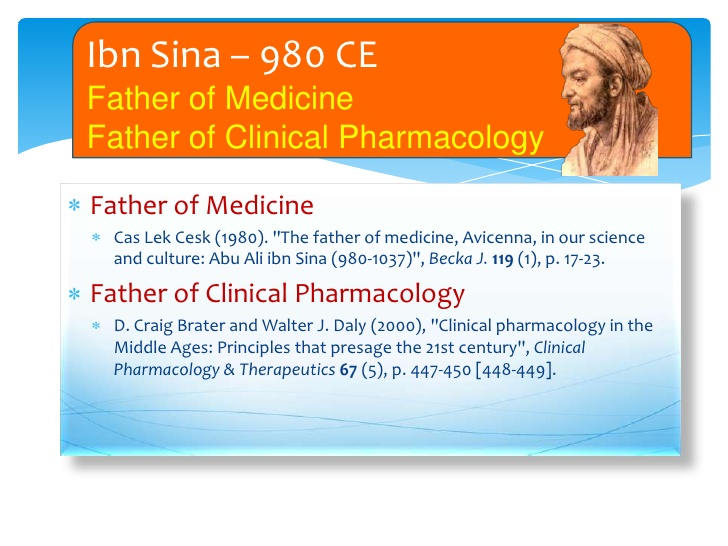 Ibn Sina – 980 CE
Father of Medicine
Father of Clinical Pharmacology
* Father of Medicine
* Cas Lek Cesk (1980). "The father of medicine, Avicenna, in our science
and culture: Abu Ali ibn Sina (980-1037)", Becka J. 119 (1), p. 17-23.
* Father of Clinical Pharmacology
* D. Craig Brater and Walter J. Daly (2000), "Clinical pharmacology in the
Middle Ages: Principles that presage the 21st century", Clinical
Pharmacology & Therapeutics 67 (5), p. 447-450 [448-449].